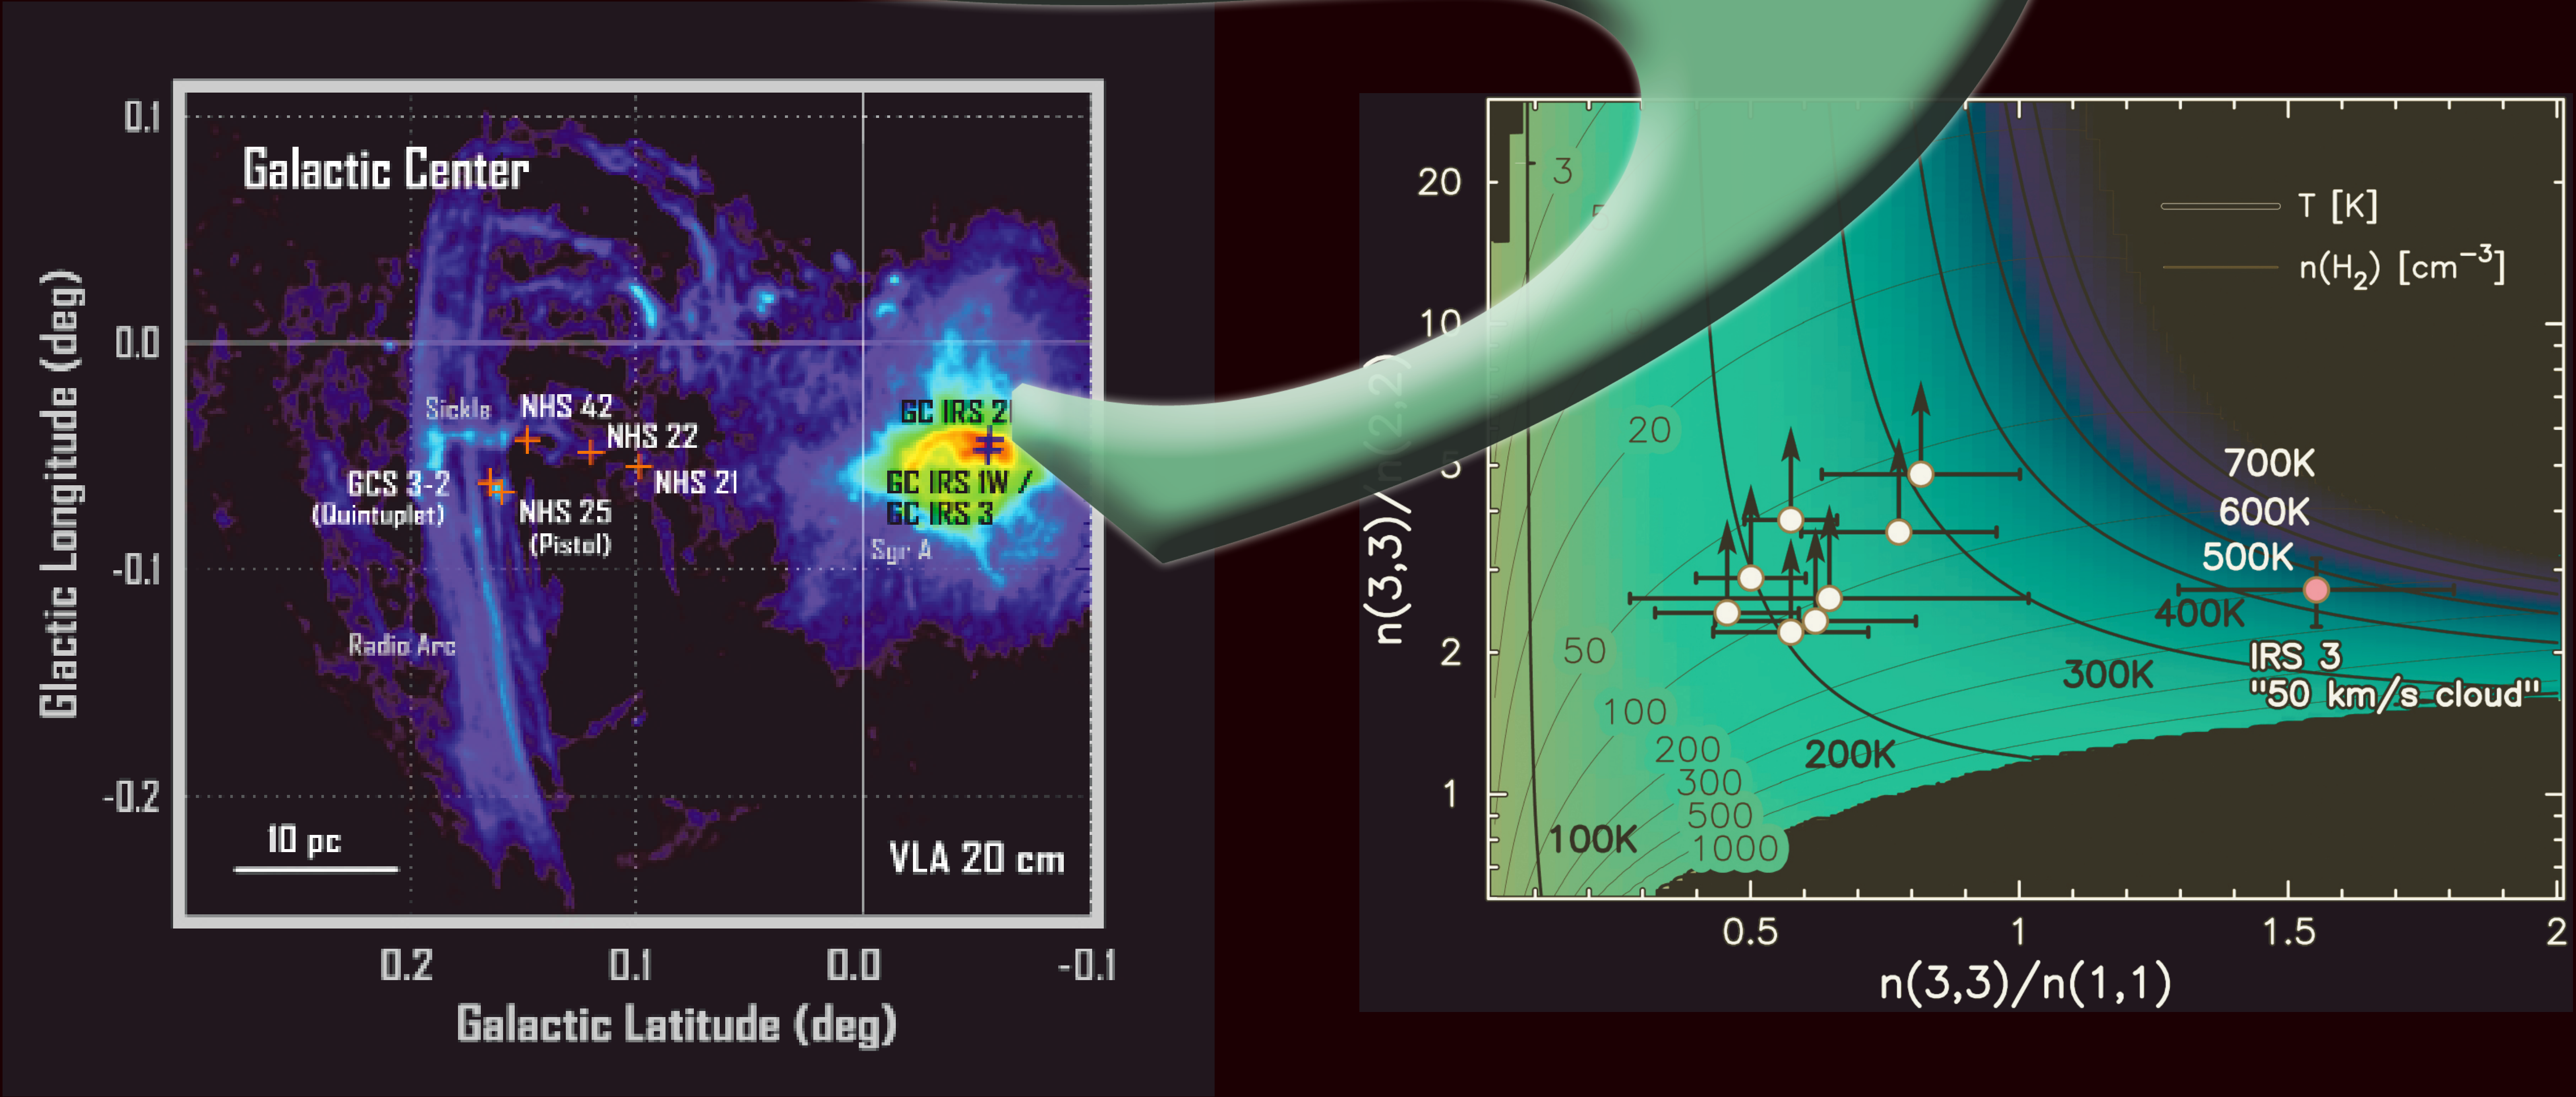 Galactic Center
0.1
0.0
-0.1
-0.2
Glactic Longitude (deg)
Sickle
NHS 42
NHS 22
GCS 3-2
(Quintuplet)
NHS 21
NHS 25
(Pistol)
GC IRS 2
GC IRS 1W /
GC IRS 3
Sgr A
Radio Arc
10 pc
VLA 20 cm
0.2
0.1
0.0
-0.1
Galactic Latitude (deg)
20
10
5
2
1
n(3,3)/n(2,2)
3
5
20
50
100
200
300
500
1000
T [K]
n(H₂) [cm⁻³]
700K
600K
500K
400K
300K
200K
100K
IRS 3
"50 km/s cloud"
0.5
1
1.5
2
n(3,3)/n(1,1)